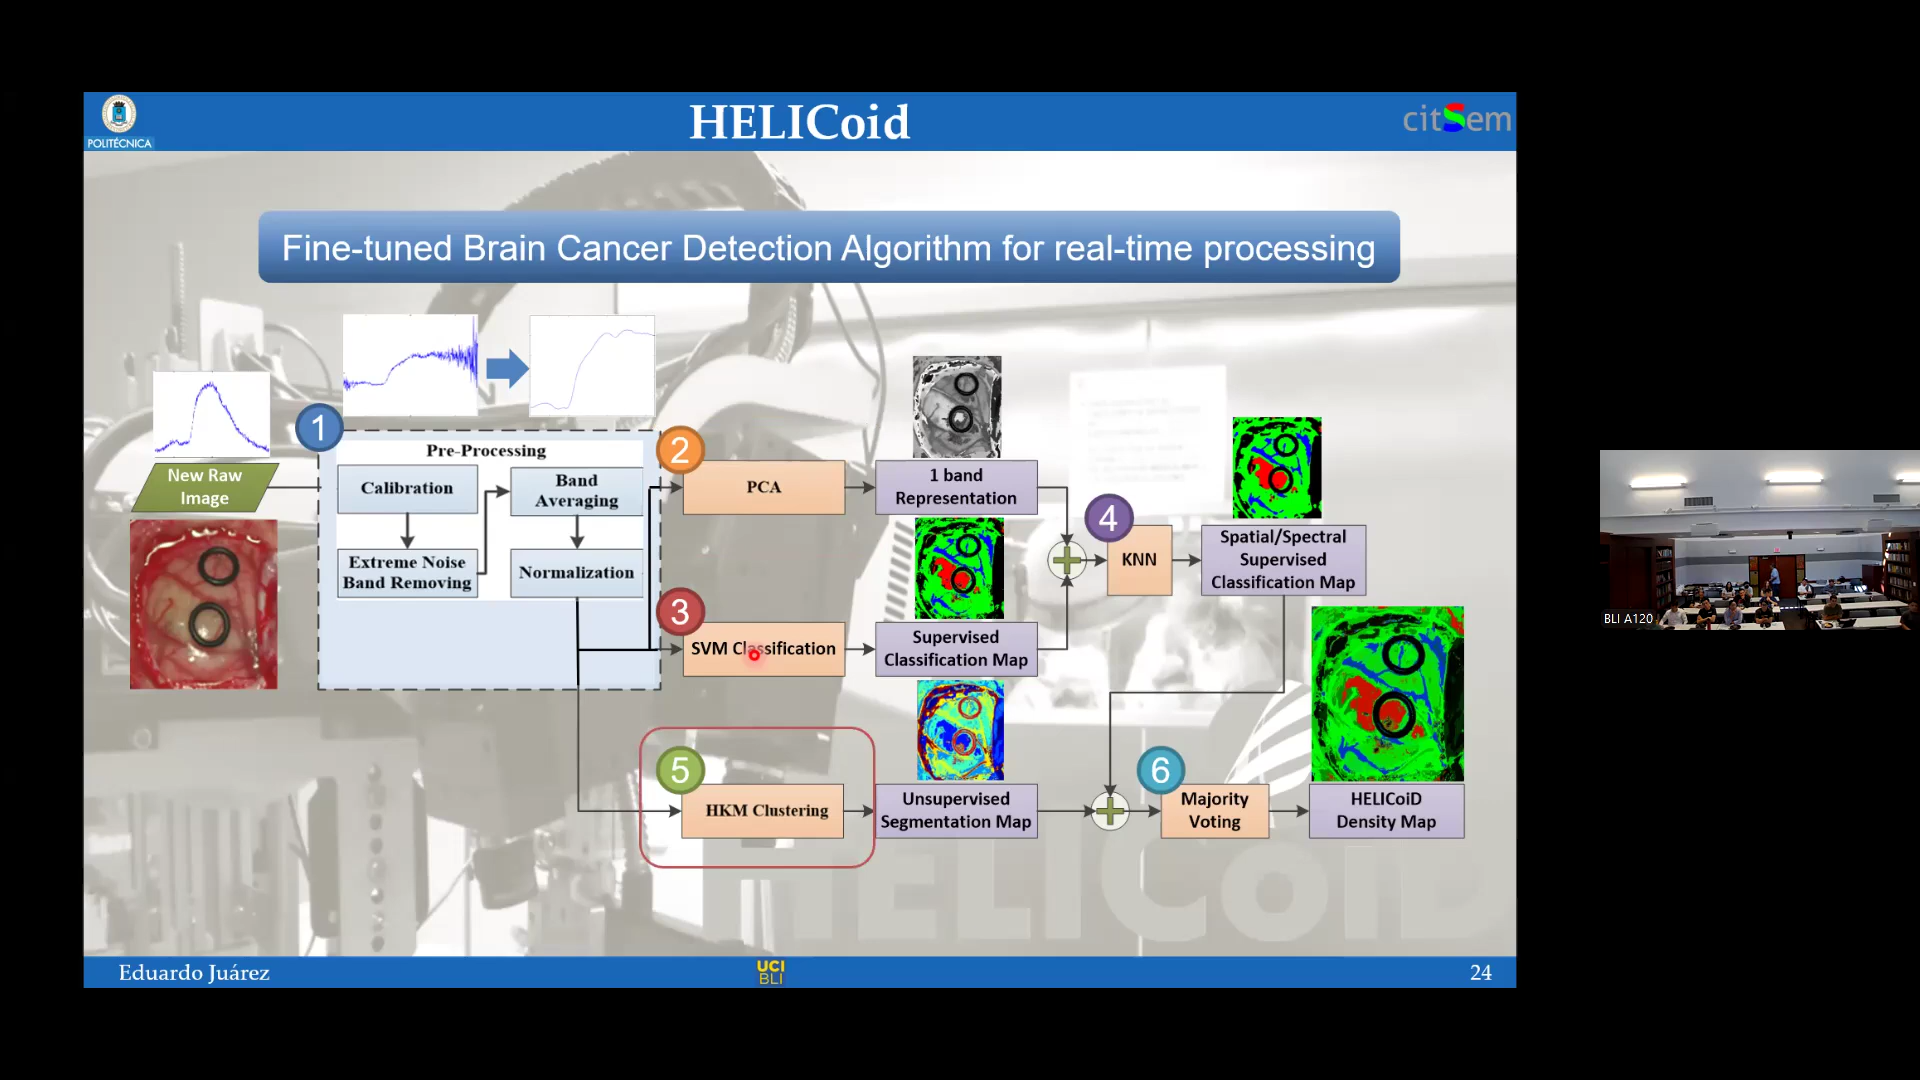 POLITÉCNICA
HELICoid
citSem
Fine-tuned Brain Cancer Detection Algorithm for real-time processing
1
New Raw
Image
Pre-Processing
Calibration
Band
Averaging
Extreme Noise
Band Removing
Normalization
2
PCA
1 band
Representation
3
SVM Classification
Supervised
Classification Map
4
KNN
Spatial/Spectral
Supervised
Classification Map
5
HKM Clustering
Unsupervised
Segmentation Map
6
Majority
Voting
HELICoiD
Density Map
HELICoiD
Eduardo Juárez
UCI
BLI
24
BLI A120